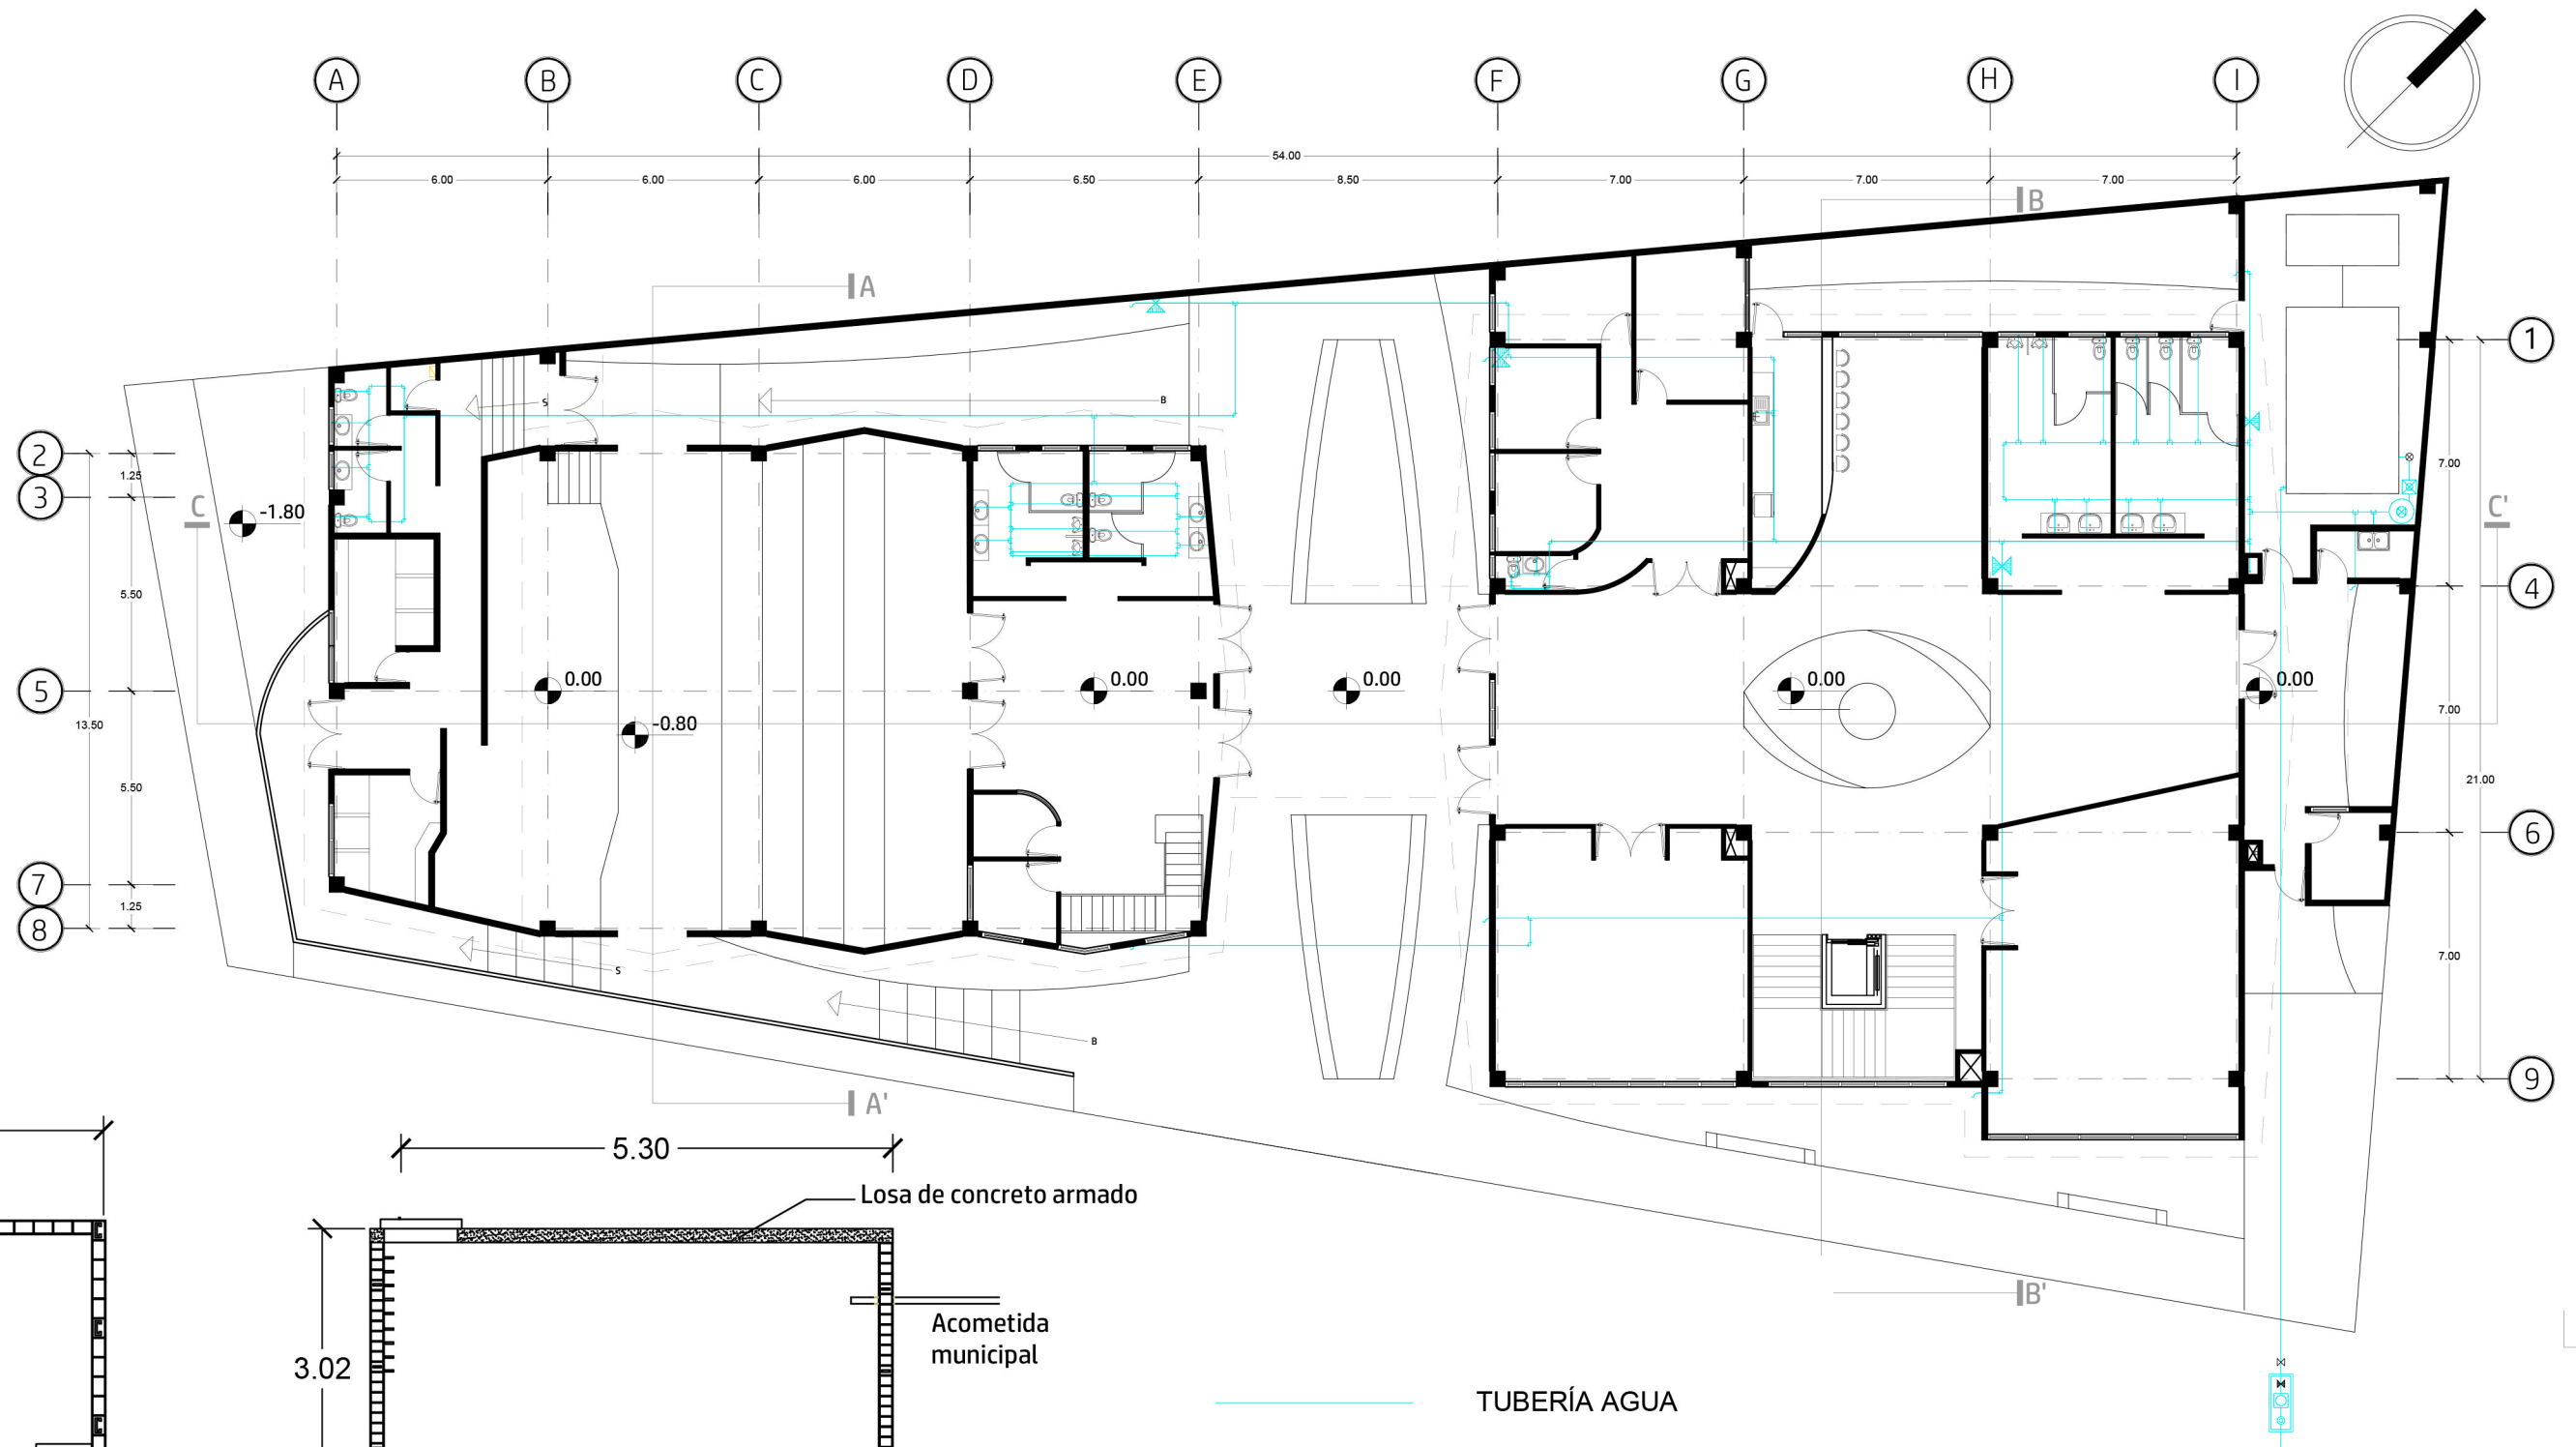 A B C D E F G H I
54.00
6.00 6.00 6.00 6.50 8.50 7.00 7.00 7.00
B
A
1
S
B
2
1.25
7.00
3
C
-1.80
C'
5.50
4
5
0.00
0.00
0.00
0.00
0.00
-0.80
13.50
7.00
21.00
5.50
6
7
1.25
8
S
7.00
B
9
A'
5.30
Losa de concreto armado
B'
Acometida
municipal
3.02
TUBERÍA AGUA